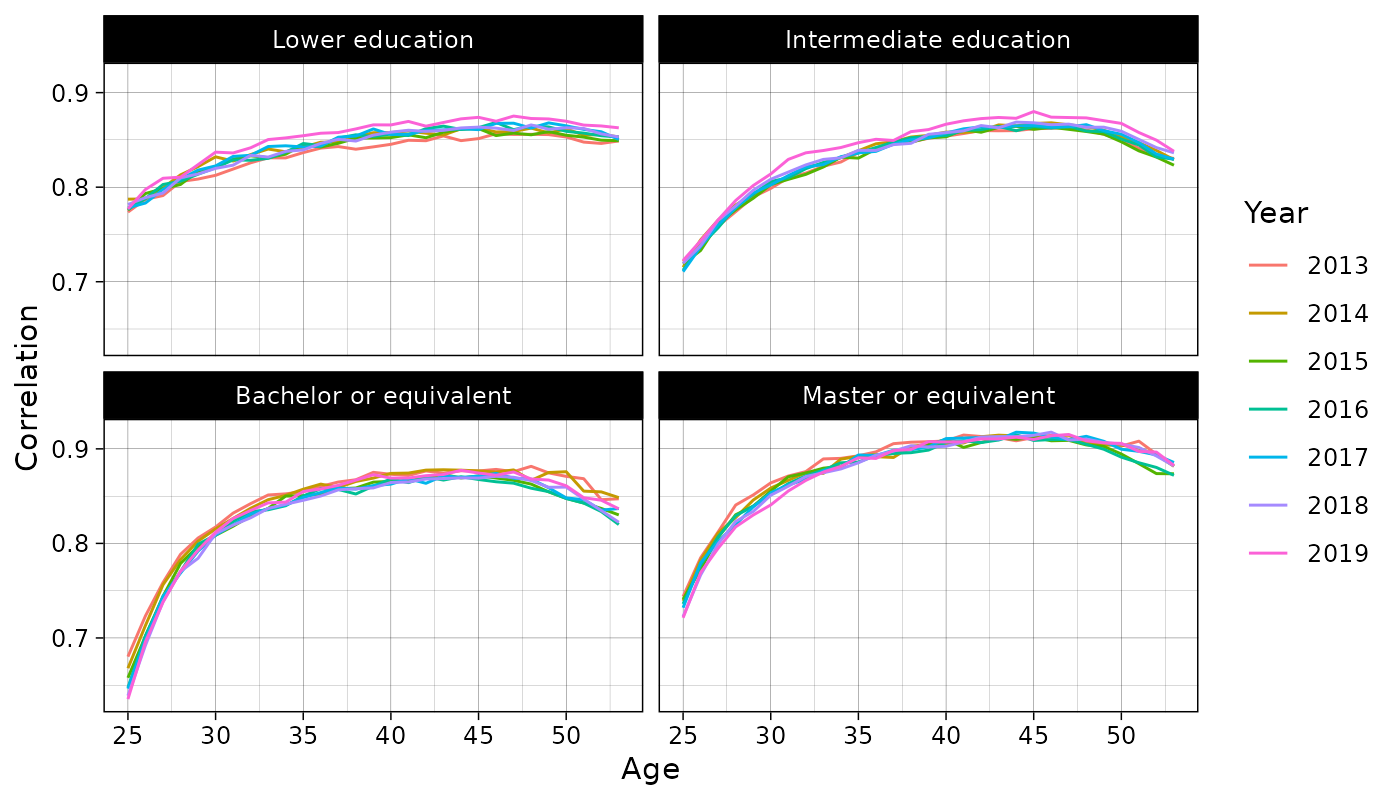 Lower education
Intermediate education
0.9
0.8
0.7
Bachelor or equivalent
Master or equivalent
0.9
0.8
0.7
Correlation
25 30 35 40 45 50
25 30 35 40 45 50
Age
Year
2013
2014
2015
2016
2017
2018
2019